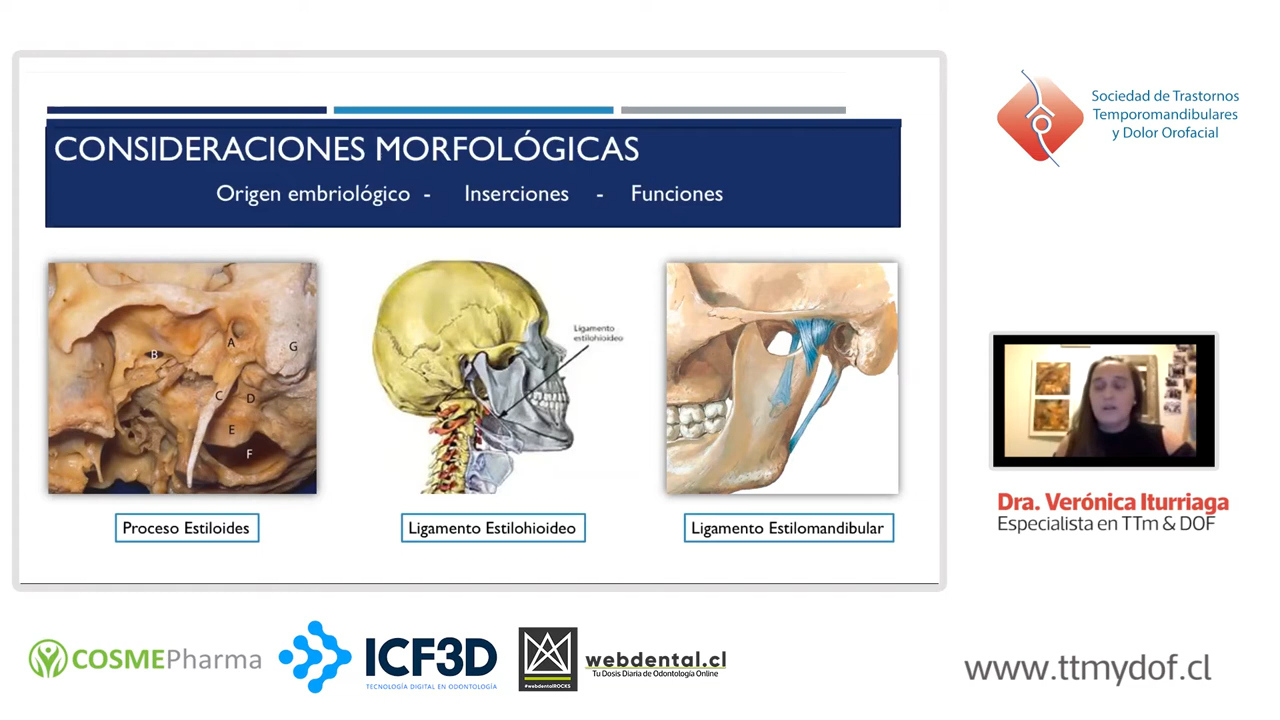 CONSIDERACIONES MORFOLÓGICAS
Origen embriológico - Inserciones - Funciones
A
B
G
C
D
E
F
Ligamento
estilohioideo
Proceso Estiloides
Ligamento Estilohioideo
Ligamento Estilomandibular
Sociedad de Trastornos
Temporomandibulares
y Dolor Orofacial
Dra. Verónica Iturriaga
Especialista en TTm & DOF
COSMEPharma
ICF3D
TECNOLOGÍA DIGITAL EN ODONTOLOGÍA
#webdentalROCKS
webdental.cl
Tu Dosis Diaria de Odontología Online
www.ttmydof.cl